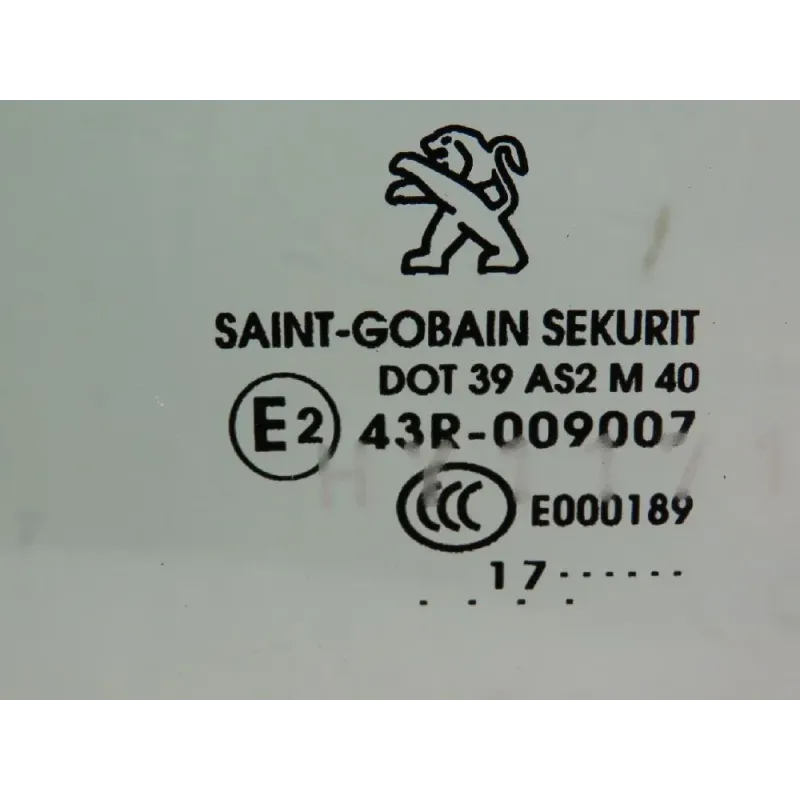 SAINT-GOBAIN SEKURIT
DOT 39 AS2 M 40
E2 43R-009007
CCC E000189
17······
. . . .